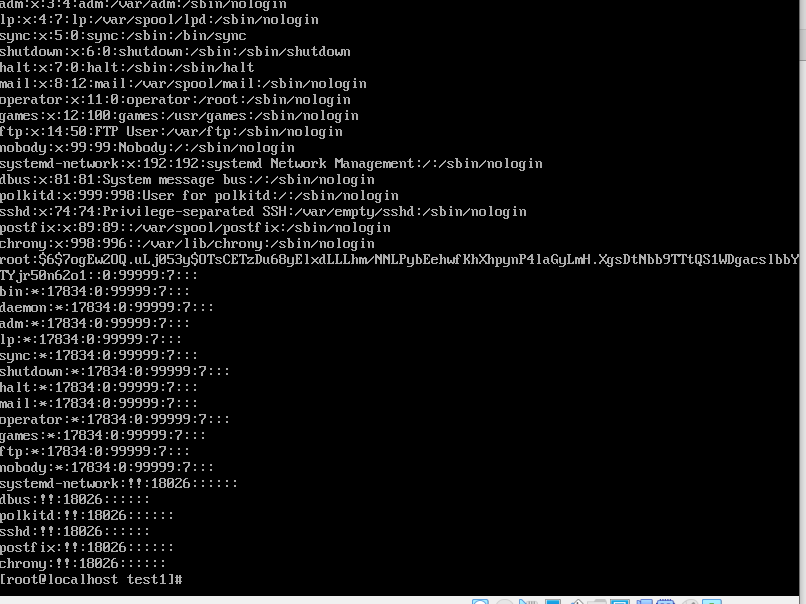 adm:x:3:4:adm:/var/adm:/sbin/nologin
lp:x:4:7:lp:/var/spool/lpd:/sbin/nologin
sync:x:5:0:sync:/sbin:/bin/sync
shutdown:x:6:0:shutdown:/sbin:/sbin/shutdown
halt:x:7:0:halt:/sbin:/sbin/halt
mail:x:8:12:mail:/var/spool/mail:/sbin/nologin
operator:x:11:0:operator:/root:/sbin/nologin
games:x:12:100:games:/usr/games:/sbin/nologin
ftp:x:14:50:FTP User:/var/ftp:/sbin/nologin
nobody:x:99:99:Nobody:/:/sbin/nologin
systemd-network:x:192:192:systemd Network Management:/:/sbin/nologin
dbus:x:81:81:System message bus:/:/sbin/nologin
polkitd:x:999:998:User for polkitd:/:/sbin/nologin
sshd:x:74:74:Privilege-separated SSH:/var/empty/sshd:/sbin/nologin
postfix:x:89:89::/var/spool/postfix:/sbin/nologin
chrony:x:998:996::/var/lib/chrony:/sbin/nologin
root:$6$7ogEw2OQ.uLj053y$OTsCETzDu68yElxdLLLhm/NNLPybEehwfKhXhpynP4laGyLmH.XgsDtNbb9TTtQS1WDgacslbbY
TYjr50n62o1::0:99999:7:::
bin:*:17834:0:99999:7:::
daemon:*:17834:0:99999:7:::
adm:*:17834:0:99999:7:::
lp:*:17834:0:99999:7:::
sync:*:17834:0:99999:7:::
shutdown:*:17834:0:99999:7:::
halt:*:17834:0:99999:7:::
mail:*:17834:0:99999:7:::
operator:*:17834:0:99999:7:::
games:*:17834:0:99999:7:::
ftp:*:17834:0:99999:7:::
nobody:*:17834:0:99999:7:::
systemd-network:!!:18026::::::
dbus:!!:18026::::::
polkitd:!!:18026::::::
sshd:!!:18026::::::
postfix:!!:18026::::::
chrony:!!:18026::::::
[root@localhost test1]#